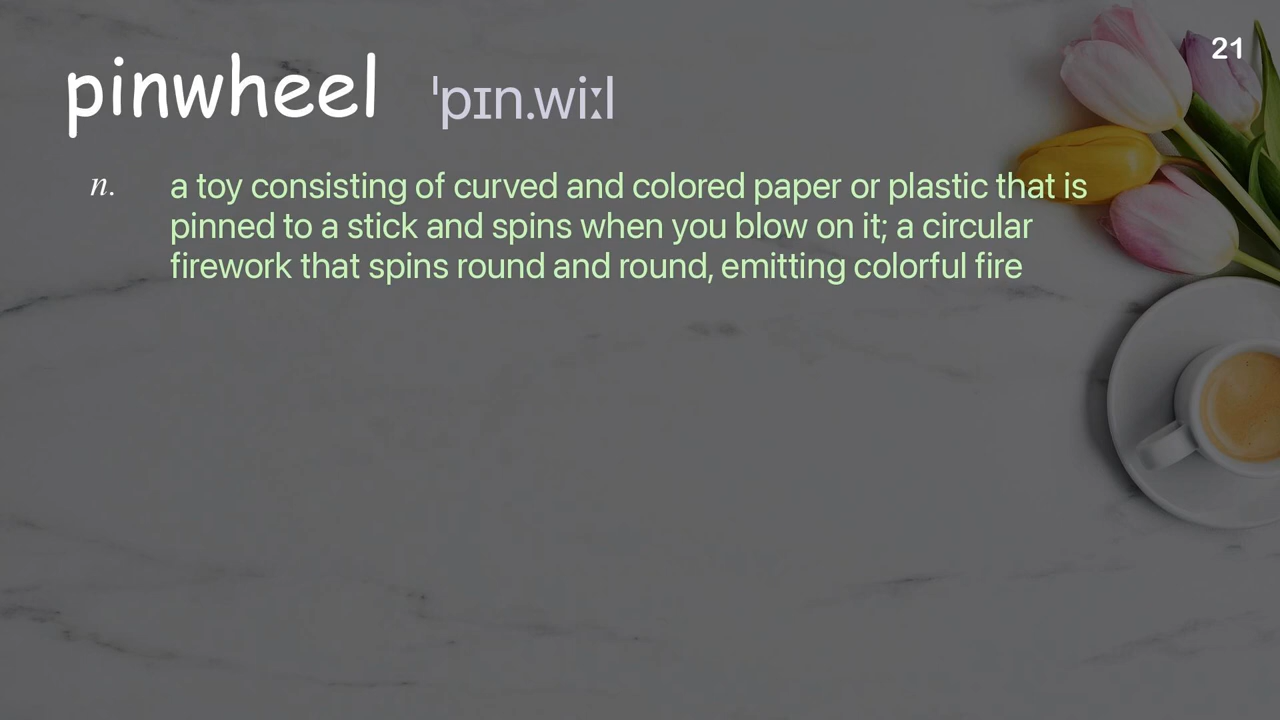 21
pinwheel ˈpɪn.wiːl
n. a toy consisting of curved and colored paper or plastic that is
pinned to a stick and spins when you blow on it; a circular
firework that spins round and round, emitting colorful fire